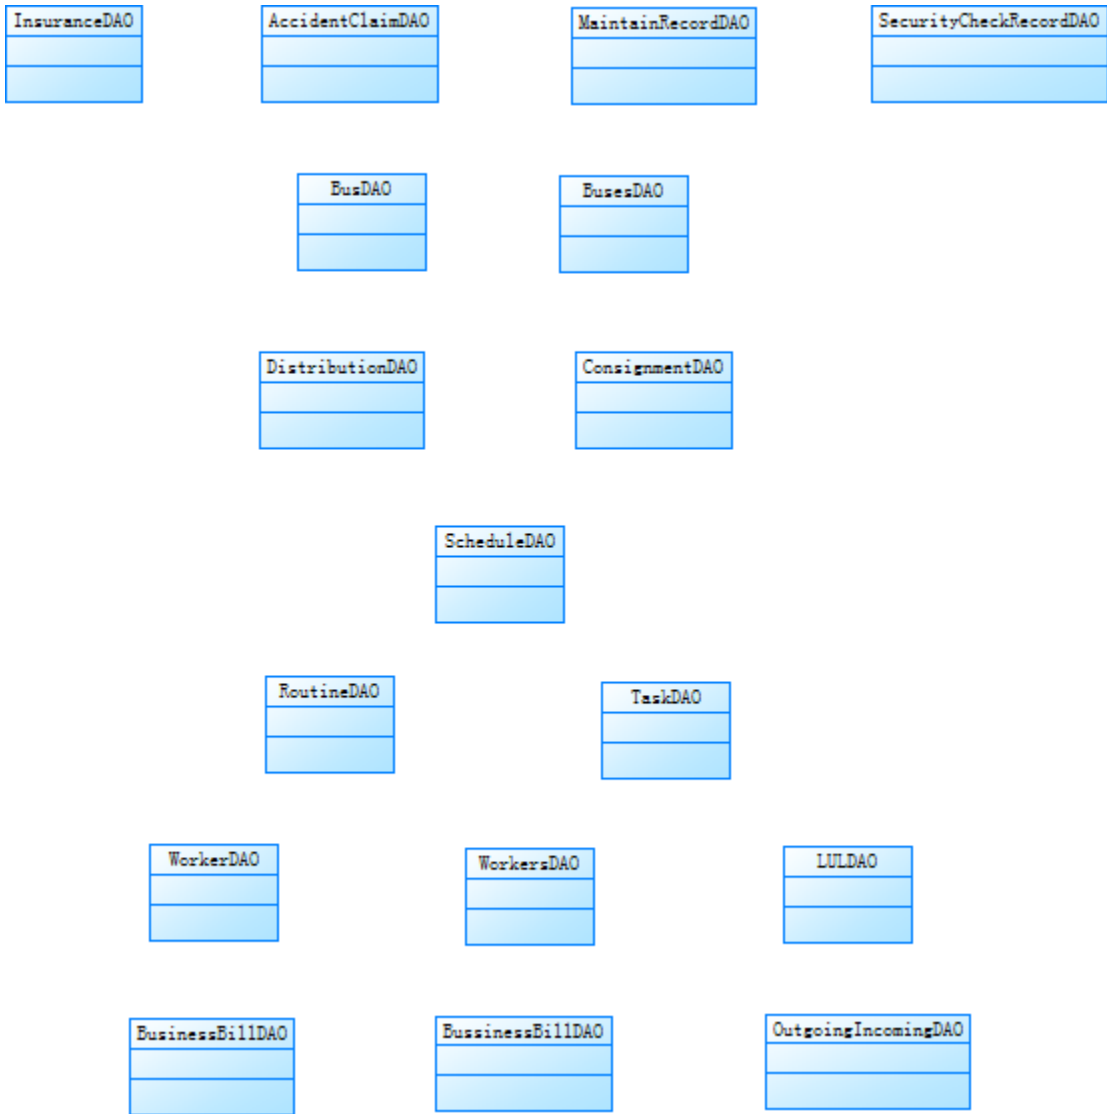 InsuranceDAO
AccidentClaimDAO
MaintainRecordDAO
SecurityCheckRecordDAO
BusDAO
BusesDAO
DistributionDAO
ConsignmentDAO
ScheduleDAO
RoutineDAO
TaskDAO
WorkerDAO
WorkersDAO
LULDAO
BusinessBillDAO
BussinessBillDAO
OutgoingIncomingDAO